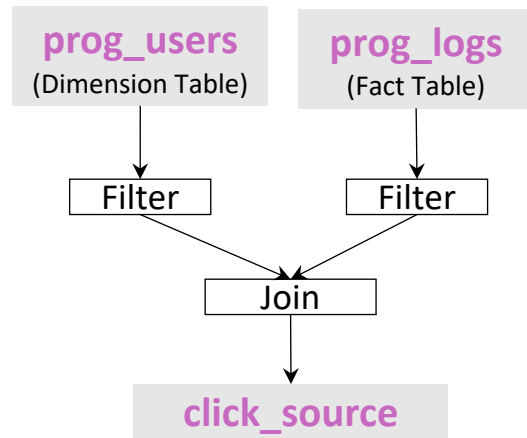 prog_users
(Dimension Table)
prog_logs
(Fact Table)
Filter
Filter
Join
click_source